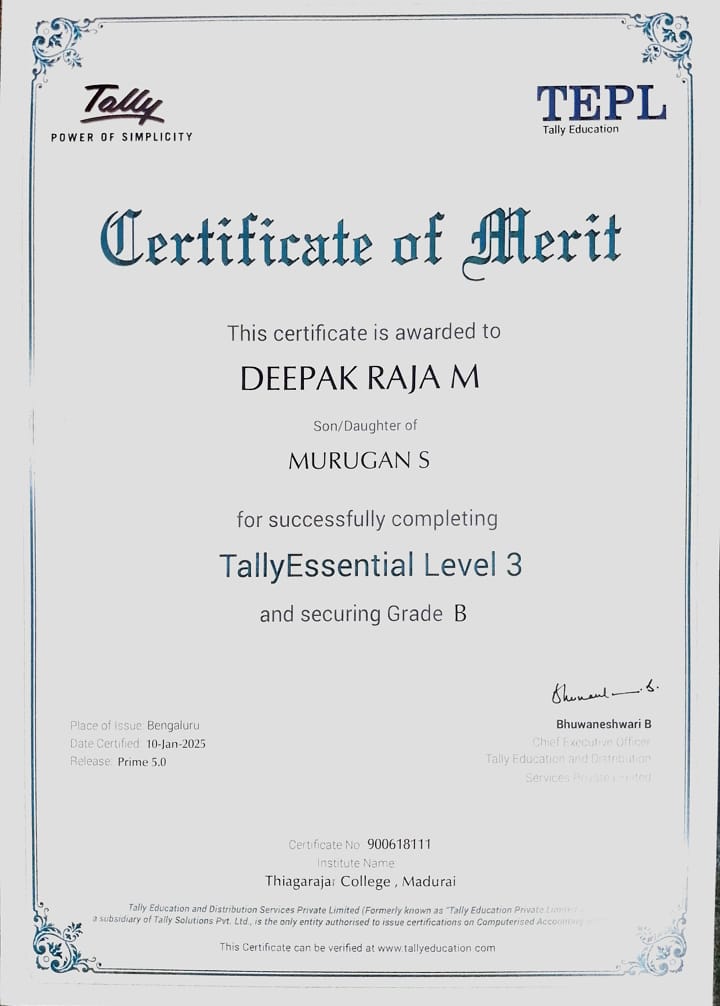 Tally
POWER OF SIMPLICITY
TEPL
Tally Education
Certificate of Merit
This certificate is awarded to
DEEPAK RAJA M
Son/Daughter of
MURUGAN S
for successfully completing
TallyEssential Level 3
and securing Grade B
Bhuwaneshwari B
Chief Executive Officer
Tally Education and Distribution
Services Private Limited
Place of Issue: Bengaluru
Date Certified: 10-Jan-2025
Release: Prime 5.0
Certificate No 900618111
Institute Name
Thiagarajar College , Madurai
Tally Education and Distribution Services Private Limited (Formerly known as "Tally Education Private Limited
a subsidiary of Tally Solutions Pvt. Ltd., is the only entity authorised to issue certifications on Computerised Accounting
This Certificate can be verified at www.tallyeducation.com